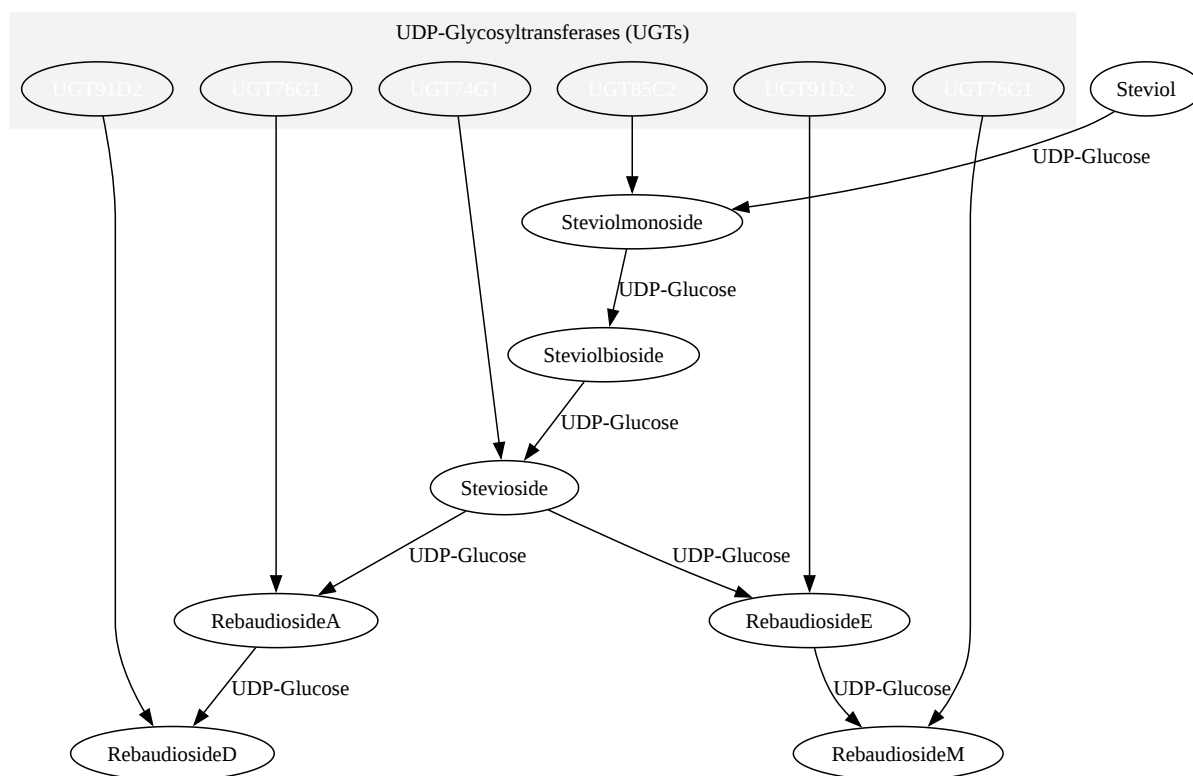 UDP-Glycosyltransferases (UGTs)
UGT91D2
UGT76G1
UGT74G1
UGT85C2
UGT91D2
UGT76G1
Steviol
UDP-Glucose
Steviolmonoside
UDP-Glucose
Steviolbioside
UDP-Glucose
Stevioside
UDP-Glucose
UDP-Glucose
RebaudiosideA
RebaudiosideE
UDP-Glucose
UDP-Glucose
RebaudiosideD
RebaudiosideM